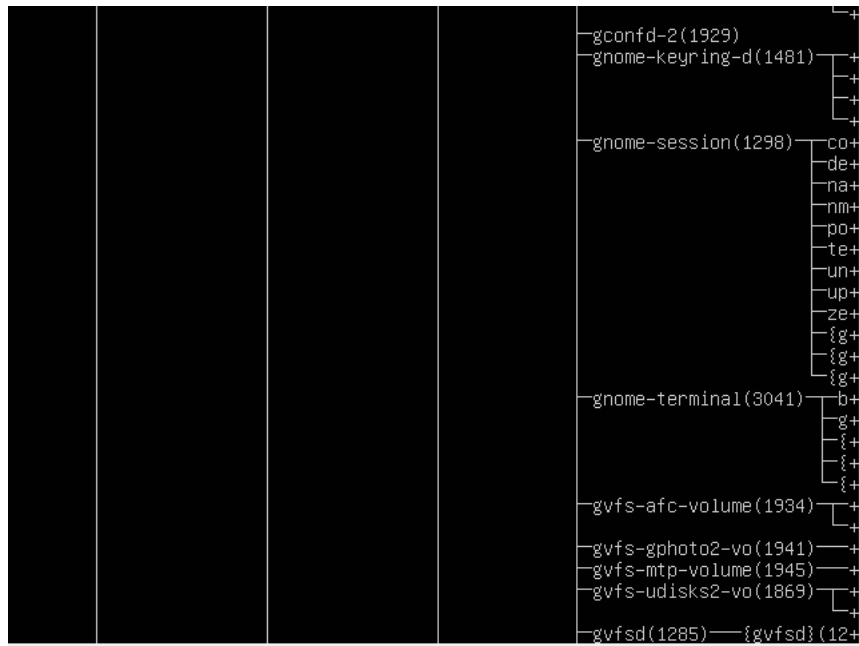 +
gconfd-2(1929)
gnome-keyring-d(1481)+
+
+
+
gnome-session(1298)co+
de+
na+
nm+
po+
te+
un+
up+
ze+
{g+
{g+
{g+
gnome-terminal(3041)b+
g+
{+
{+
{+
gvfs-afc-volume(1934)+
+
gvfs-gphoto2-vo(1941)+
gvfs-mtp-volume(1945)+
gvfs-udisks2-vo(1869)+
+
gvfsd(1285){gvfsd}(12+